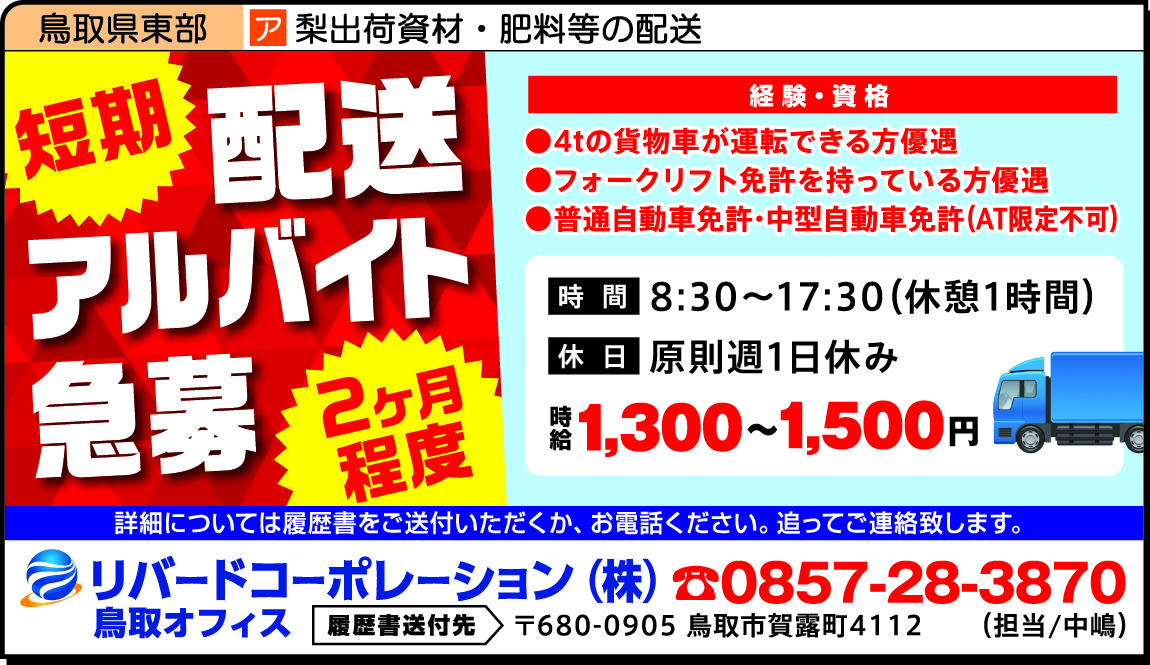 鳥取県東部 ア 梨出荷資材・肥料等の配送
短期
配送
アルバイト
急募
2ヶ月
程度
経験・資格
●4tの貨物車が運転できる方優遇
●フォークリフト免許を持っている方優遇
●普通自動車免許・中型自動車免許(AT限定不可)
時間 8:30〜17:30(休憩1時間)
休日 原則週1日休み
時給1,300〜1,500円
詳細については履歴書をご送付いただくか、お電話ください。追ってご連絡致します。
リバードコーポレーション(株) ☎0857-28-3870
鳥取オフィス 履歴書送付先 〒680-0905 鳥取市賀露町4112 (担当/中嶋)